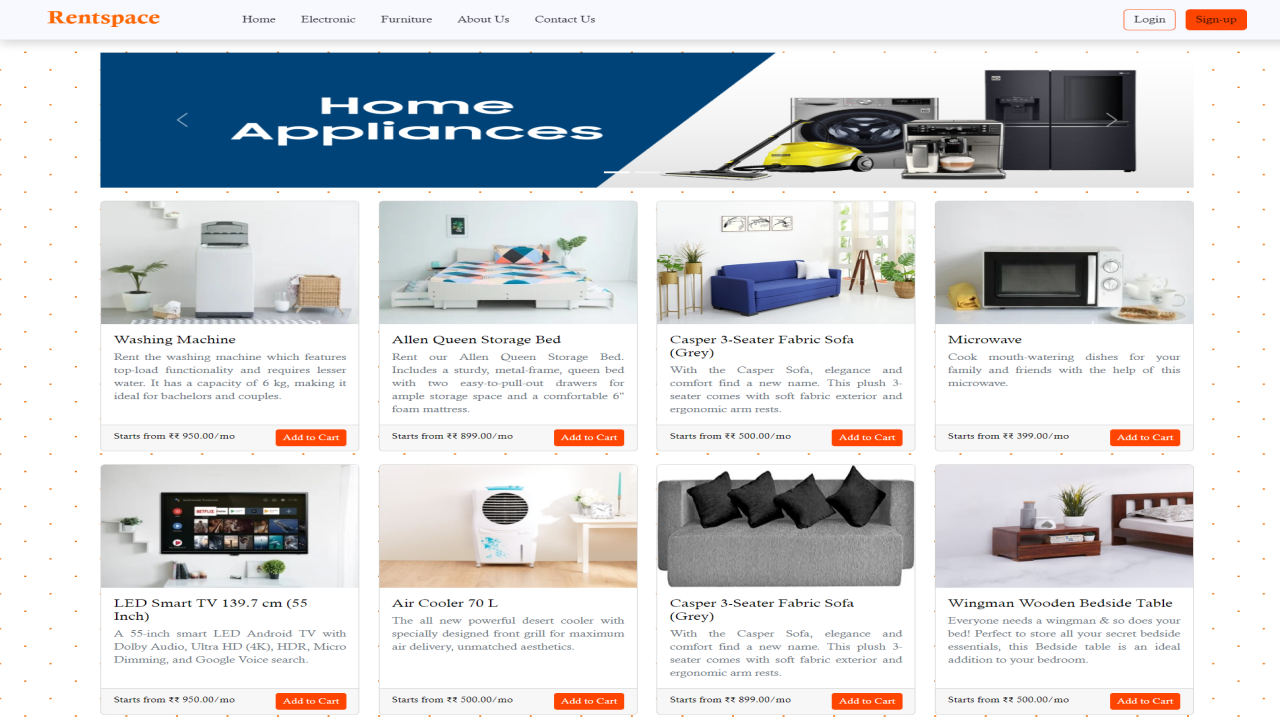 Rentspace
Home
Electronic
Furniture
About Us
Contact Us
Login
Sign-up
Home
Appliances
Washing Machine
Rent the washing machine which features
top-load functionality and requires lesser
water. It has a capacity of 6 kg, making it
ideal for bachelors and couples.
Starts from ₹₹ 950.00/mo
Add to Cart
Allen Queen Storage Bed
Rent our Allen Queen Storage Bed.
Includes a sturdy, metal-frame, queen bed
with two easy-to-pull-out drawers for
ample storage space and a comfortable 6"
foam mattress.
Starts from ₹₹ 899.00/mo
Add to Cart
Casper 3-Seater Fabric Sofa
(Grey)
With the Casper Sofa, elegance and
comfort find a new name. This plush 3-
seater comes with soft fabric exterior and
ergonomic arm rests.
Starts from ₹₹ 500.00/mo
Add to Cart
Microwave
Cook mouth-watering dishes for your
family and friends with the help of this
microwave.
Starts from ₹₹ 399.00/mo
Add to Cart
NETFLIX
LED Smart TV 139.7 cm (55
Inch)
A 55-inch smart LED Android TV with
Dolby Audio, Ultra HD (4K), HDR, Micro
Dimming, and Google Voice search.
Starts from ₹₹ 950.00/mo
Add to Cart
Air Cooler 70 L
The all new powerful desert cooler with
specially designed front grill for maximum
air delivery, unmatched aesthetics.
Starts from ₹₹ 500.00/mo
Add to Cart
Casper 3-Seater Fabric Sofa
(Grey)
With the Casper Sofa, elegance and
comfort find a new name. This plush 3-
seater comes with soft fabric exterior and
ergonomic arm rests.
Starts from ₹₹ 899.00/mo
Add to Cart
Wingman Wooden Bedside Table
Everyone needs a wingman & so does your
bed! Perfect to store all your secret bedside
essentials, this Bedside table is an ideal
addition to your bedroom.
Starts from ₹₹ 500.00/mo
Add to Cart